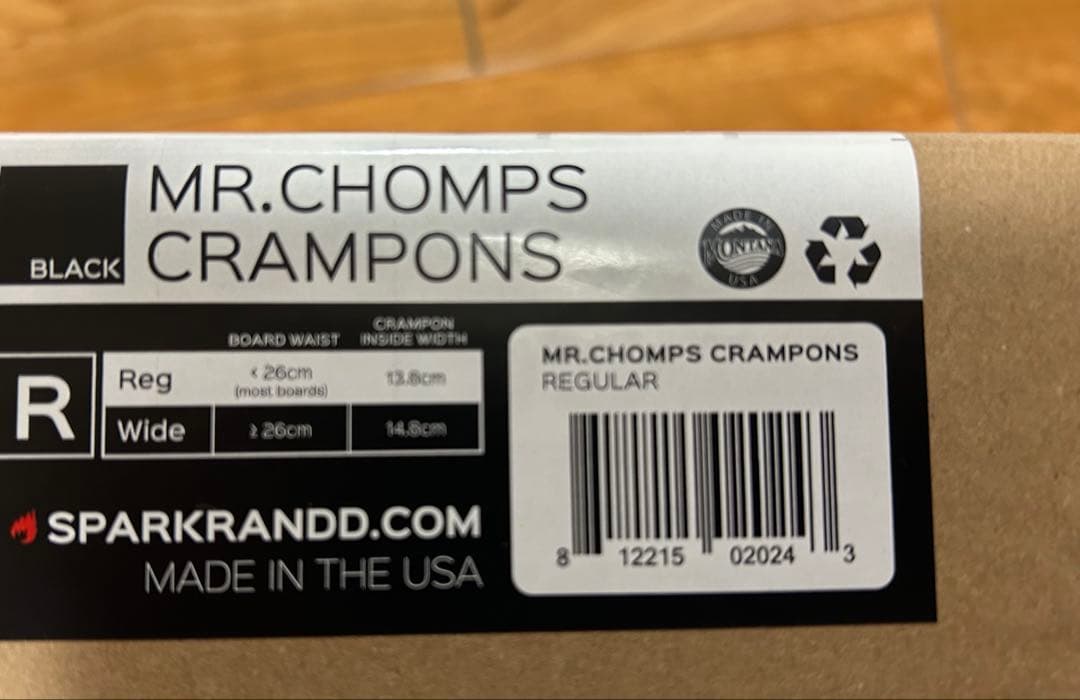 BLACK
MR.CHOMPS
CRAMPONS
MADE IN
MONTANA
USA
BOARD WAIST
CRAMPON
INSIDE WIDTH
R
Reg
< 26cm
(most boards)
13.8cm
Wide
≥ 26cm
14.8cm
SPARKRANDD.COM
MADE IN THE USA
MR.CHOMPS CRAMPONS
REGULAR
8 12215 02024 3